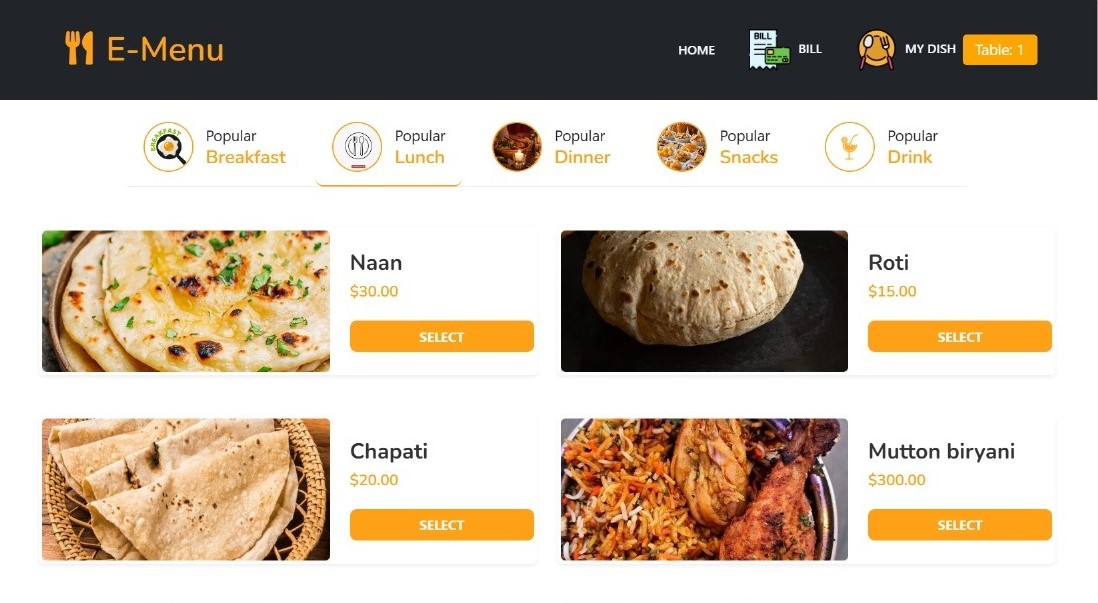 E-Menu
HOME
BILL
BILL
MY DISH
Table: 1
BREAKFAST
Popular
Breakfast
Popular
Lunch
Popular
Dinner
Popular
Snacks
Popular
Drink
Naan
$30.00
SELECT
Roti
$15.00
SELECT
Chapati
$20.00
SELECT
Mutton biryani
$300.00
SELECT